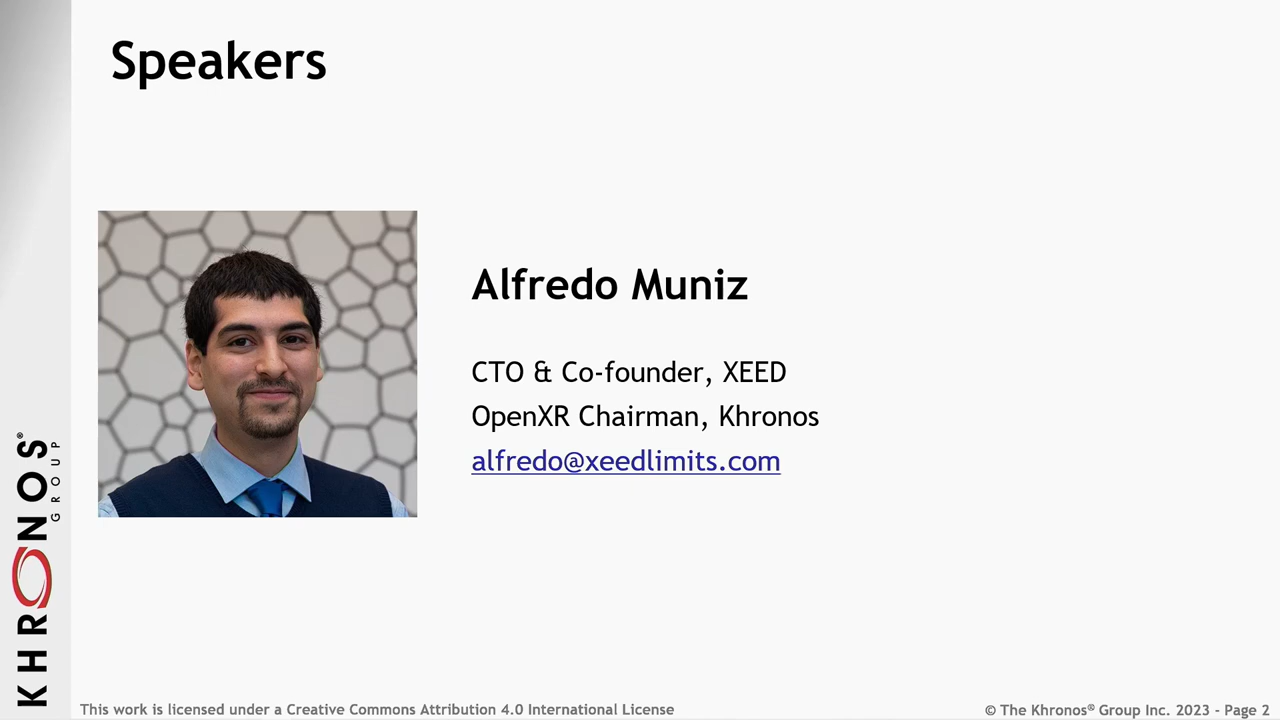 Speakers
Alfredo Muniz
CTO & Co-founder, XEED
OpenXR Chairman, Khronos
alfredo@xeedlimits.com
KHRONOS®
GROUP
This work is licensed under a Creative Commons Attribution 4.0 International License
© The Khronos® Group Inc. 2023 - Page 2